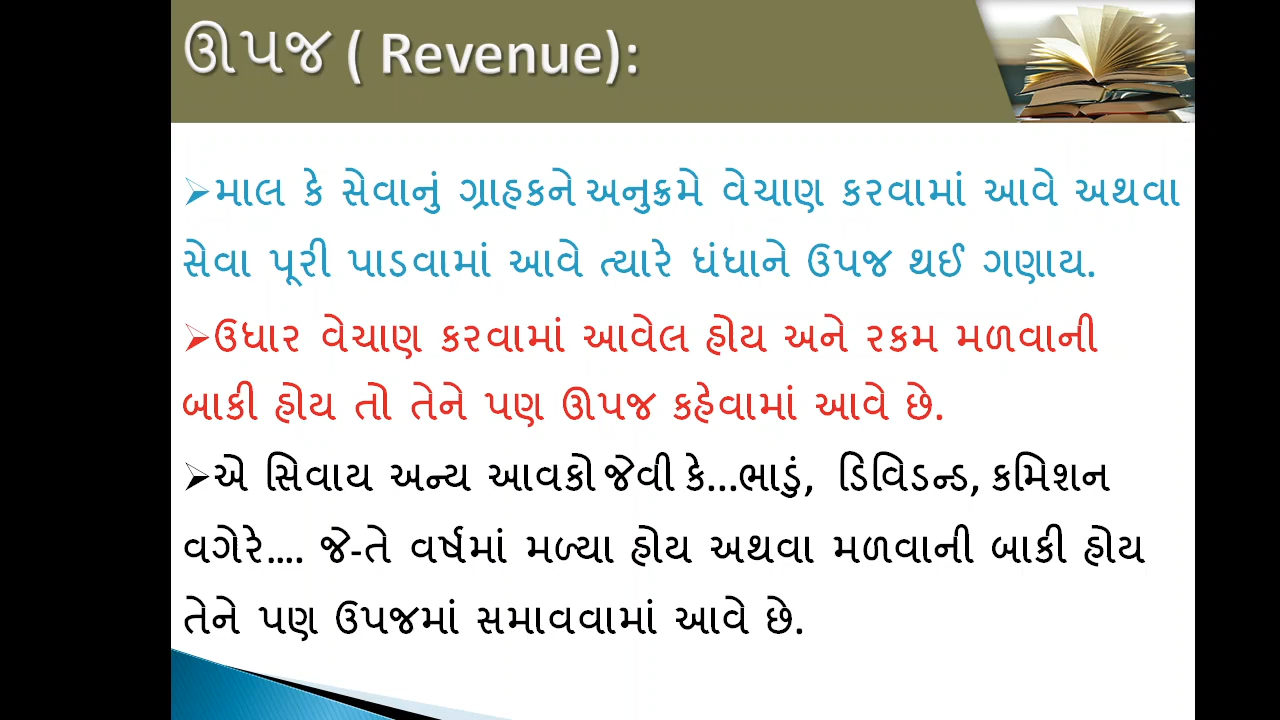 ઊપજ ( Revenue):
➢માલ કે સેવાનું ગ્રાહકને અનુક્રમે વેચાણ કરવામાં આવે અથવા
સેવા પૂરી પાડવામાં આવે ત્યારે ધંધાને ઉપજ થઈ ગણાય.
➢ઉધાર વેચાણ કરવામાં આવેલ હોય અને રકમ મળવાની
બાકી હોય તો તેને પણ ઊપજ કહેવામાં આવે છે.
➢એ સિવાય અન્ય આવકો જેવી કે...ભાડું, ડિવિડન્ડ, કમિશન
વગેરે.... જે-તે વર્ષમાં મળ્યા હોય અથવા મળવાની બાકી હોય
તેને પણ ઉપજમાં સમાવવામાં આવે છે.